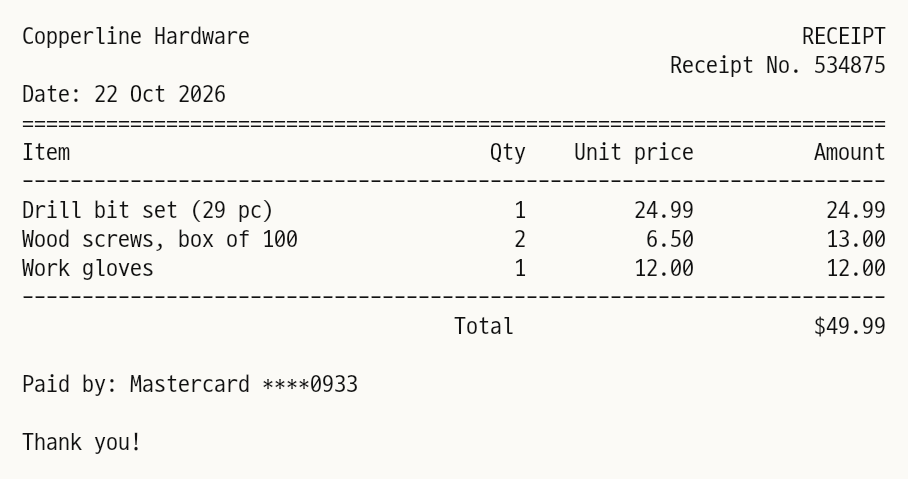 Copperline Hardware RECEIPT
Receipt No. 534875
Date: 22 Oct 2026
========================================================================
Item Qty Unit price Amount
------------------------------------------------------------------------
Drill bit set (29 pc) 1 24.99 24.99
Wood screws, box of 100 2 6.50 13.00
Work gloves 1 12.00 12.00
------------------------------------------------------------------------
Total $49.99
Paid by: Mastercard ****0933
Thank you!